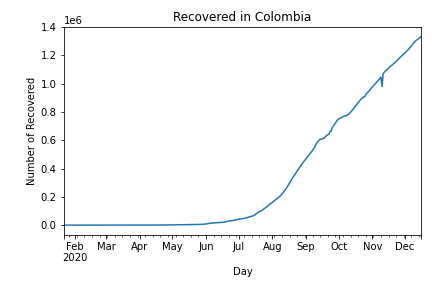 Recovered in Colombia
1e6
1.4
1.2
1.0
0.8
0.6
0.4
0.2
0.0
Number of Recovered
Feb Mar Apr May Jun Jul Aug Sep Oct Nov Dec
2020
Day